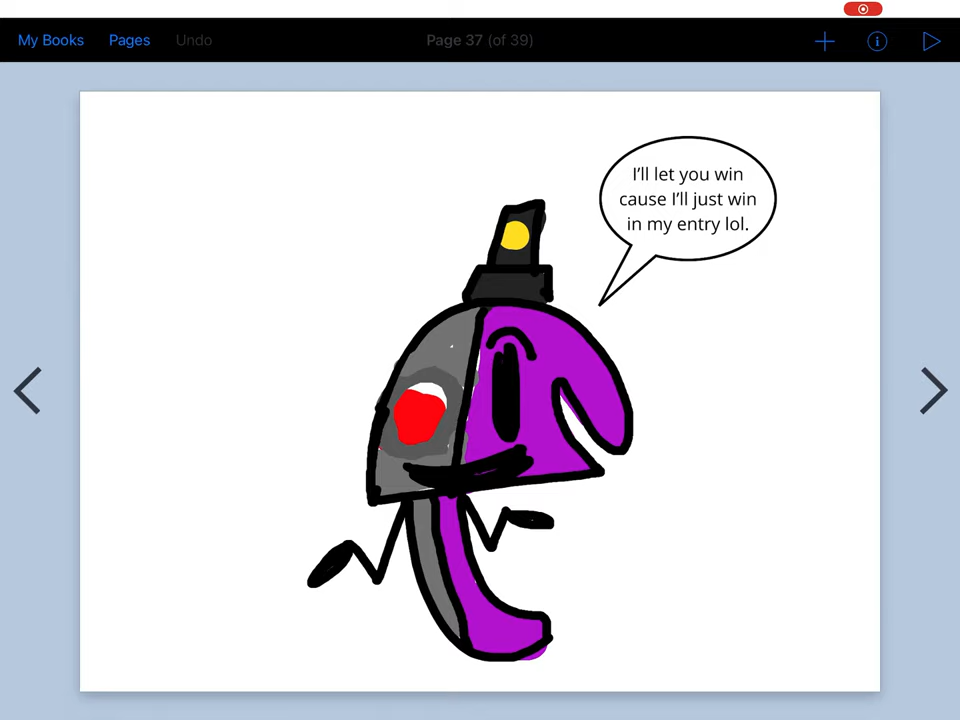 My Books Pages Undo Page 37 (of 39)
I'll let you win
cause I'll just win
in my entry lol.